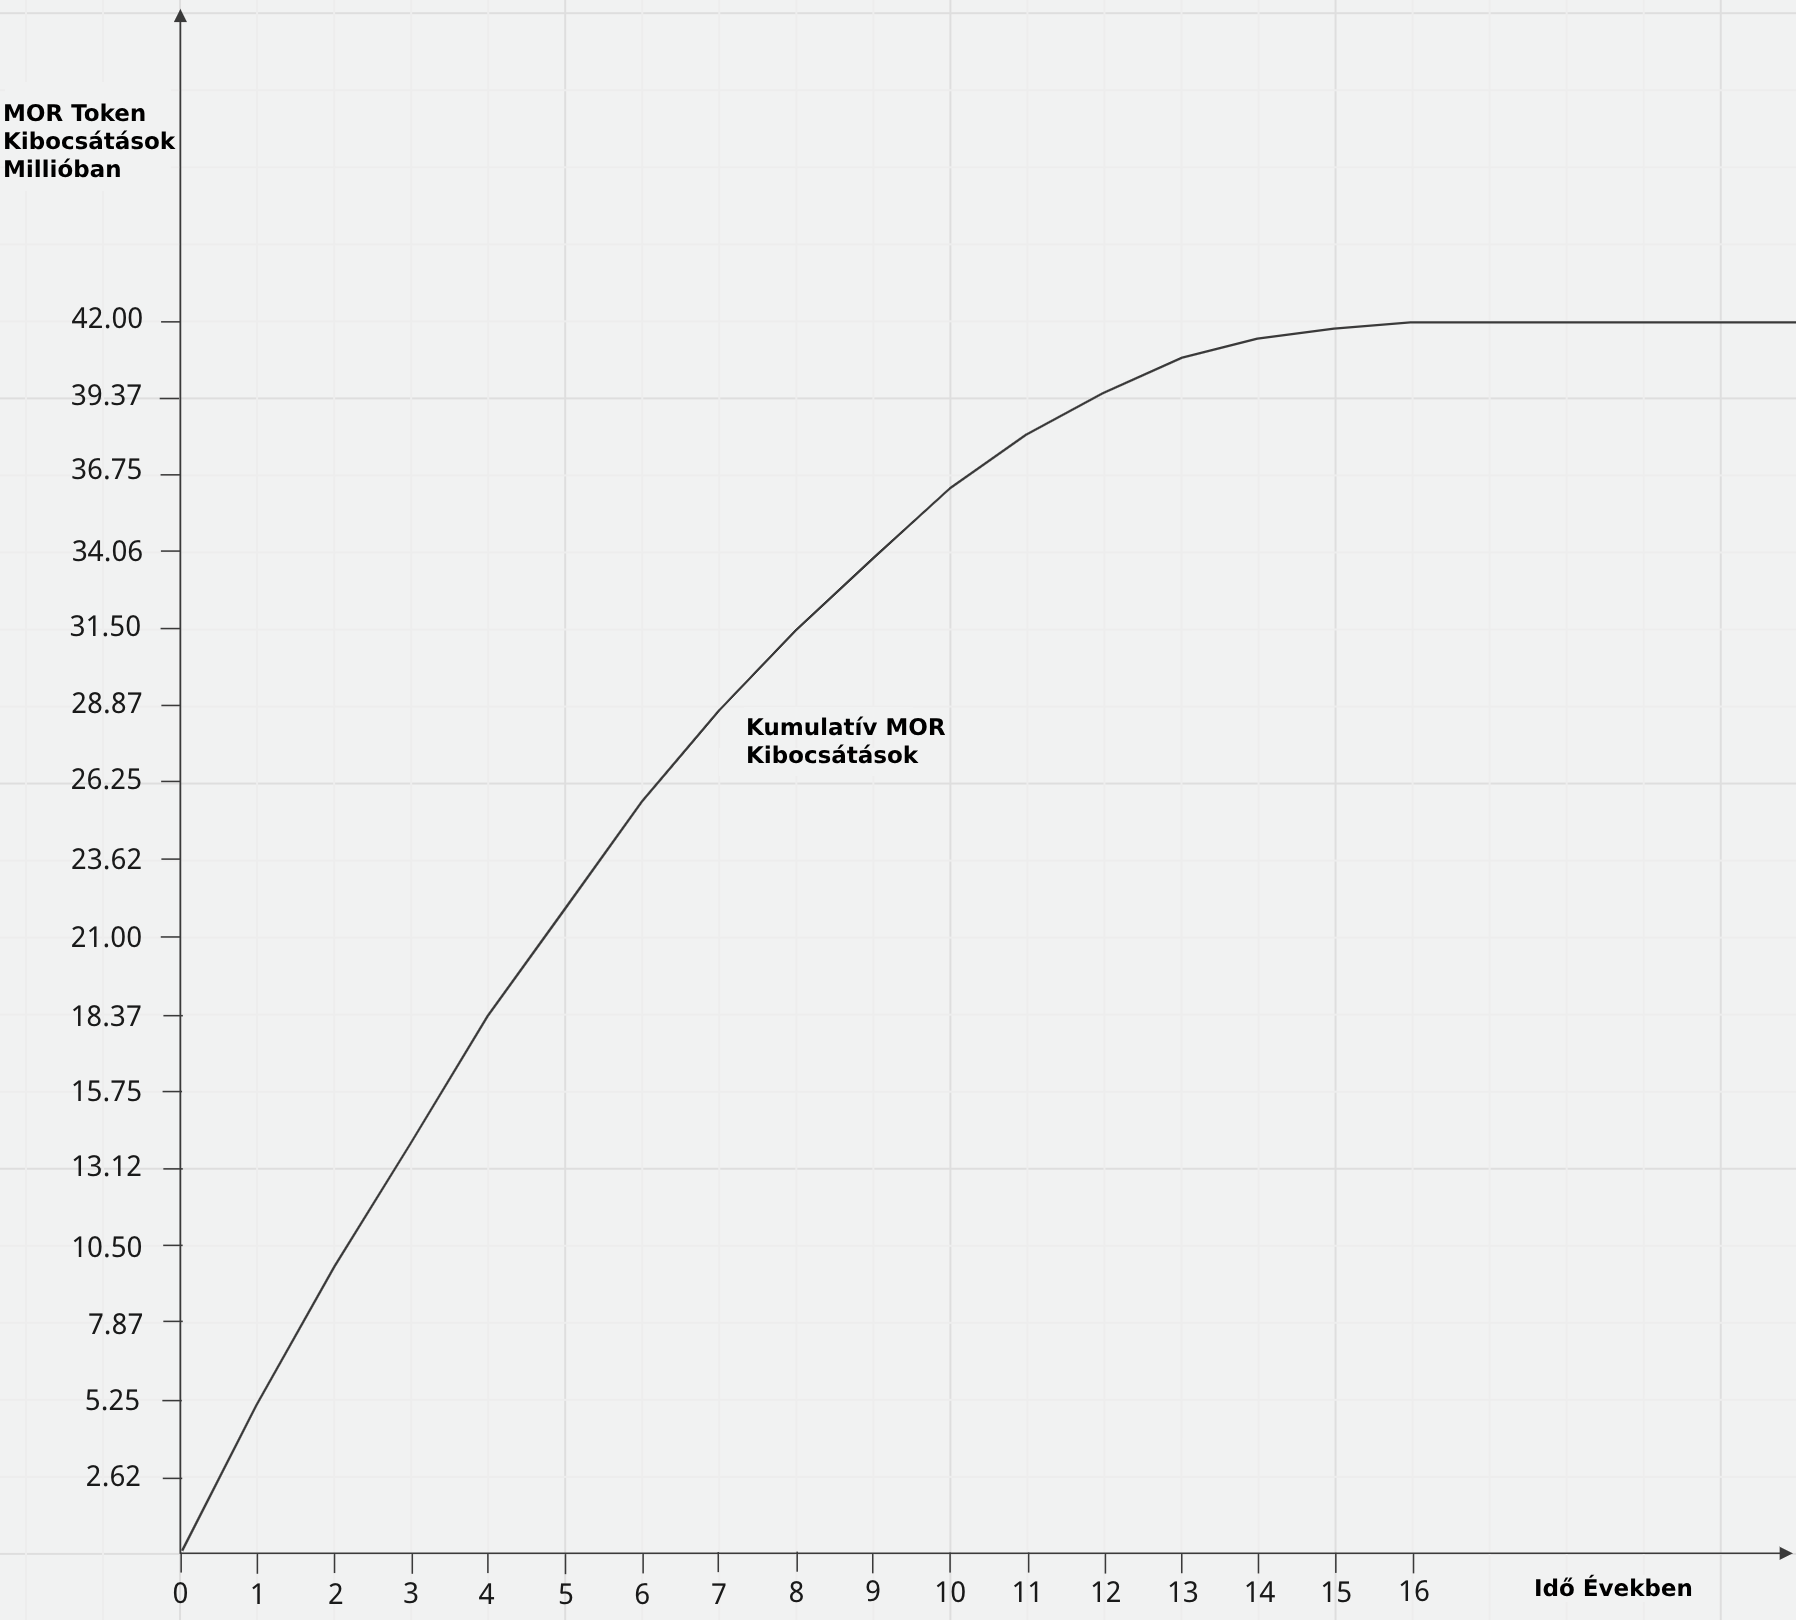 MOR Token
Kibocsátások
Millióban
42.00
39.37
36.75
34.06
31.50
28.87
Kumulatív MOR
Kibocsátások
26.25
23.62
21.00
18.37
15.75
13.12
10.50
7.87
5.25
2.62
0 1 2 3 4 5 6 7 8 9 10 11 12 13 14 15 16 Idő Években